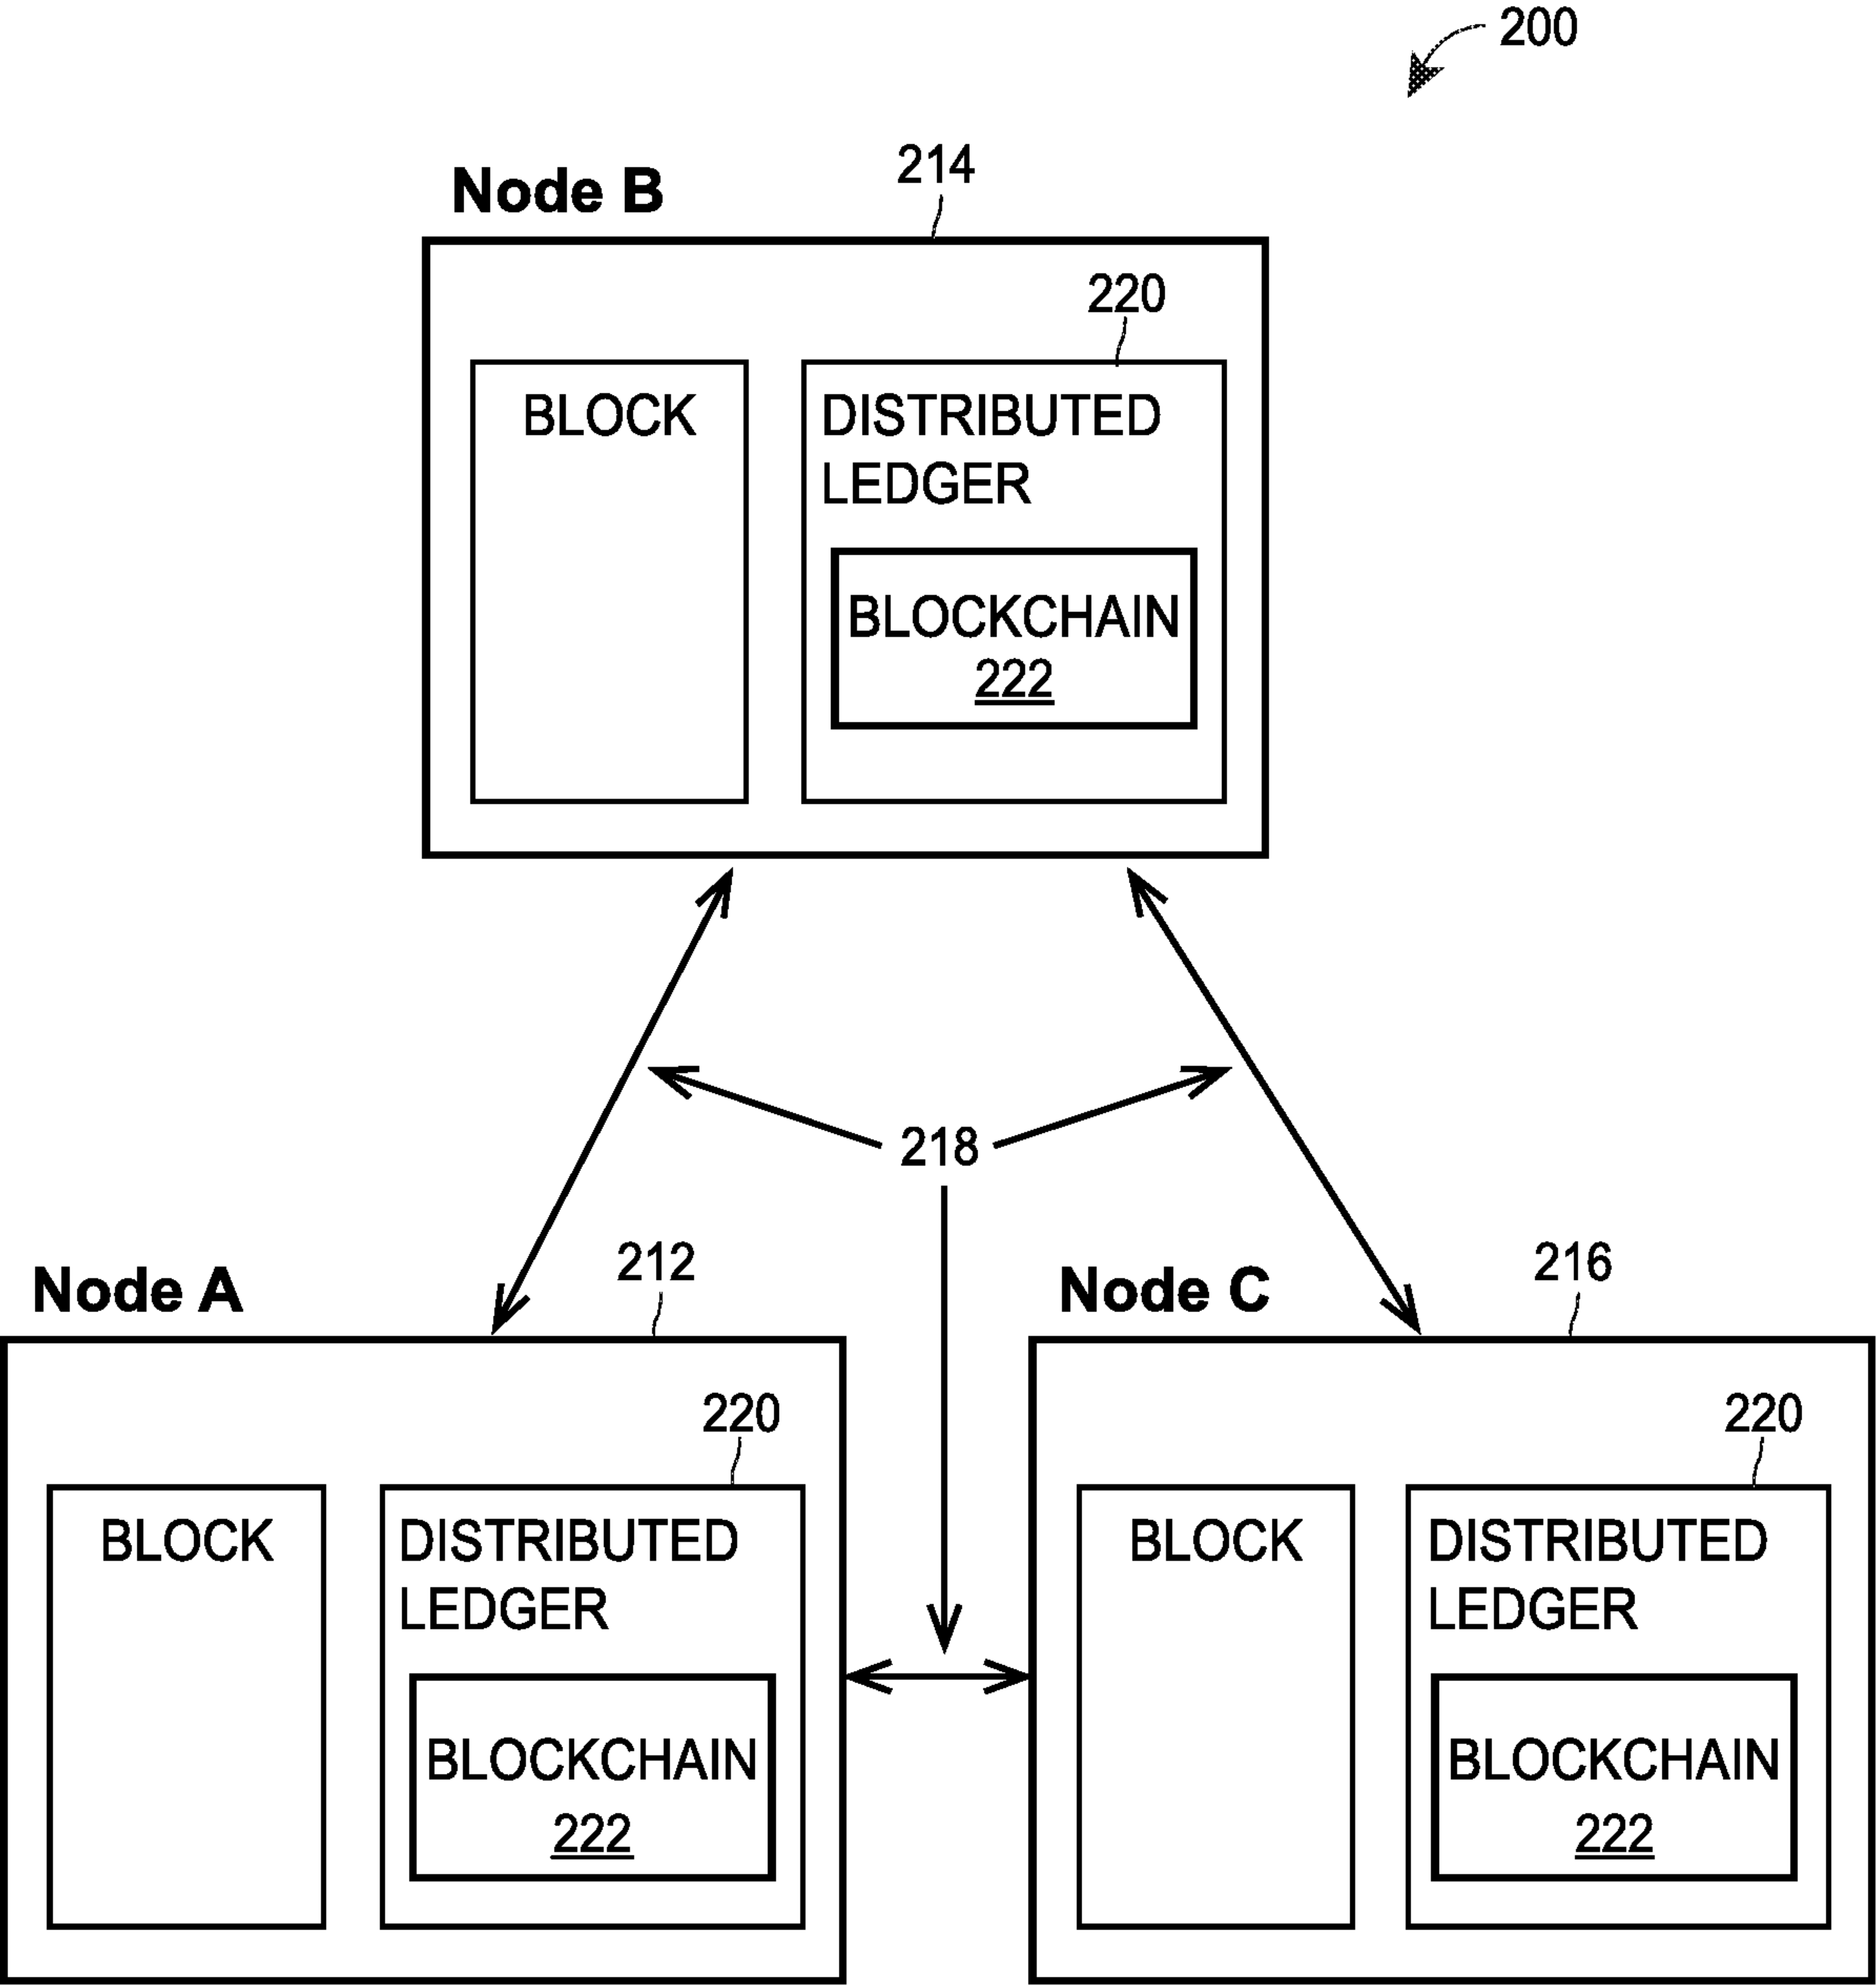 200
214
Node B
220
BLOCK
DISTRIBUTED
LEDGER
BLOCKCHAIN
222
218
212
216
Node A
Node C
220
BLOCK
DISTRIBUTED
LEDGER
BLOCKCHAIN
222
220
BLOCK
DISTRIBUTED
LEDGER
BLOCKCHAIN
222